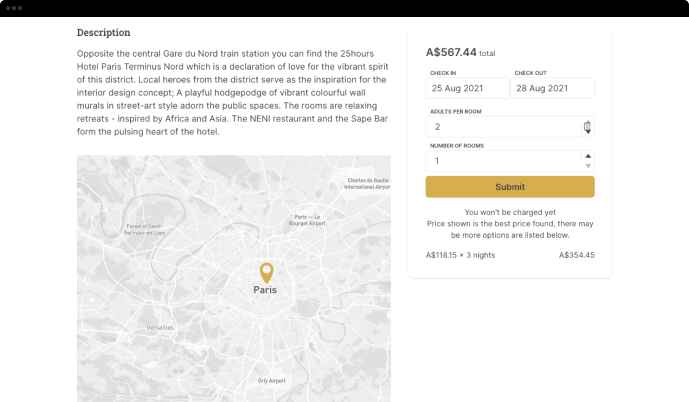 Description
Opposite the central Gare du Nord train station you can find the 25hours
Hotel Paris Terminus Nord which is a declaration of love for the vibrant spirit
of this district. Local heroes from the district serve as the inspiration for the
interior design concept; A playful hodgepodge of vibrant colourful wall
murals in street-art style adorn the public spaces. The rooms are relaxing
retreats - inspired by Africa and Asia. The NENI restaurant and the Sape Bar
form the pulsing heart of the hotel.
Charles de Gaulle
International Airpor
Paris — Le
Bourget Airport
Forest of Saint-
Germain-en-Laye
Paris
Versailles
Orly Airport
A$567.44 total
CHECK IN
CHECK OUT
25 Aug 2021
28 Aug 2021
ADULTS PER ROOM
2
NUMBER OF ROOMS
1
Submit
You won't be charged yet
Price shown is the best price found, there may
be more options are listed below.
A$118.15 × 3 nights
A$354.45